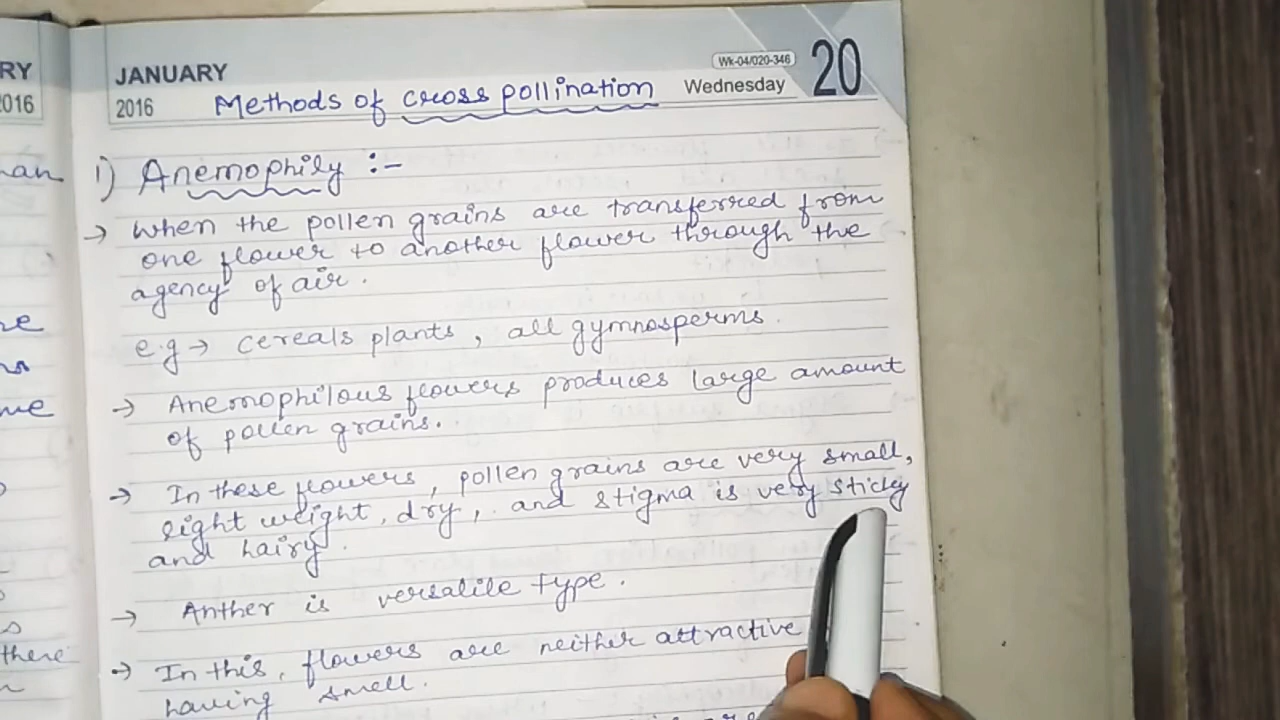 RY
2016
JANUARY
2016
Wk-04/020-346
Wednesday
20
Methods of cross pollination
1) Anemophily :-
→ When the pollen grains are transferred from
one flower to another flower through the
agency of air.
e.g → cereals plants, all gymnosperms.
→ Anemophilous flowers produces large amount
of pollen grains.
→ In these flowers, pollen grains are very small,
light weight, dry, and stigma is very sticky
and hairy.
→ Anther is versatile type.
→ In this, flowers are neither attractive
having smell.
there